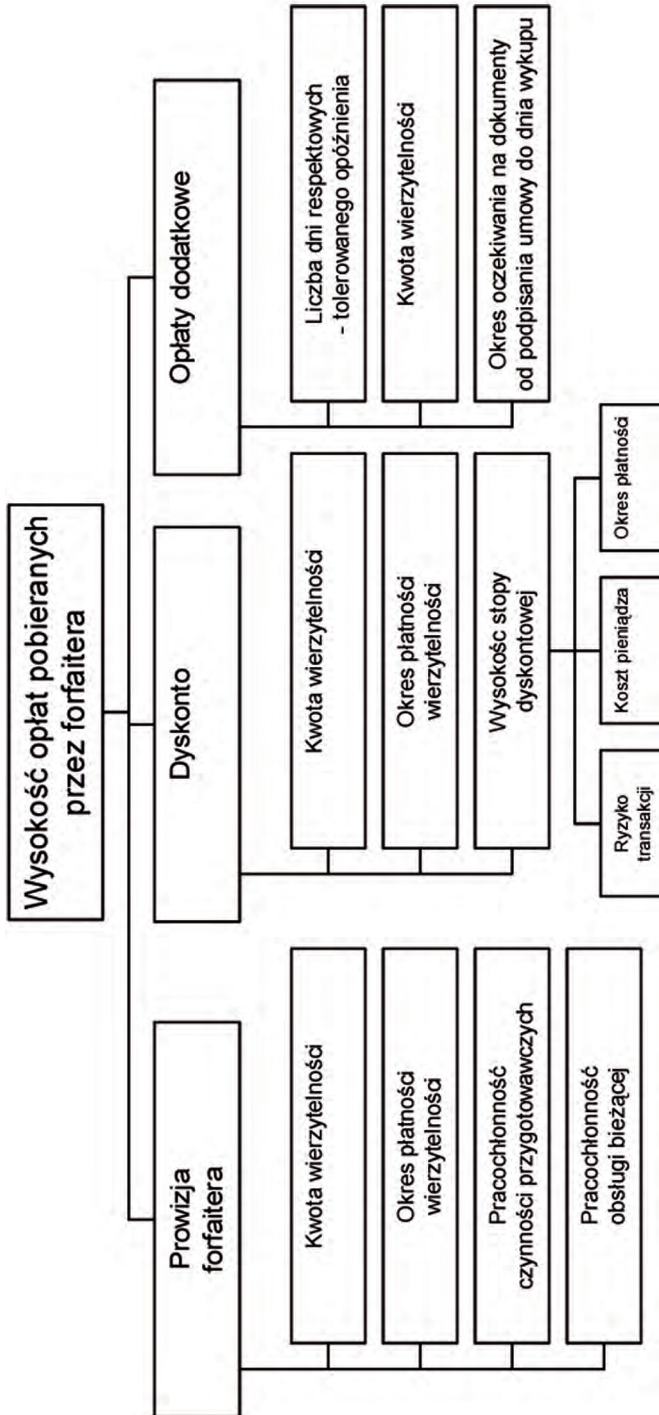 Wysokość opłat pobieranych
przez forfaitera
Prowizja
forfaitera
Kwota wierzytelności
Okres płatności
wierzytelności
Pracochłonność
czynności przygotowawczych
Pracochłonność
obsługi bieżącej
Dyskonto
Kwota wierzytelności
Okres płatności
wierzytelności
Wysokość stopy
dyskontowej
Ryzyko
transakcji
Koszt pieniądza
Okres płatności
Opłaty dodatkowe
Liczba dni respektowych
- tolerowanego opóźnienia
Kwota wierzytelności
Okres oczekiwania na dokumenty
od podpisania umowy do dnia wykupu